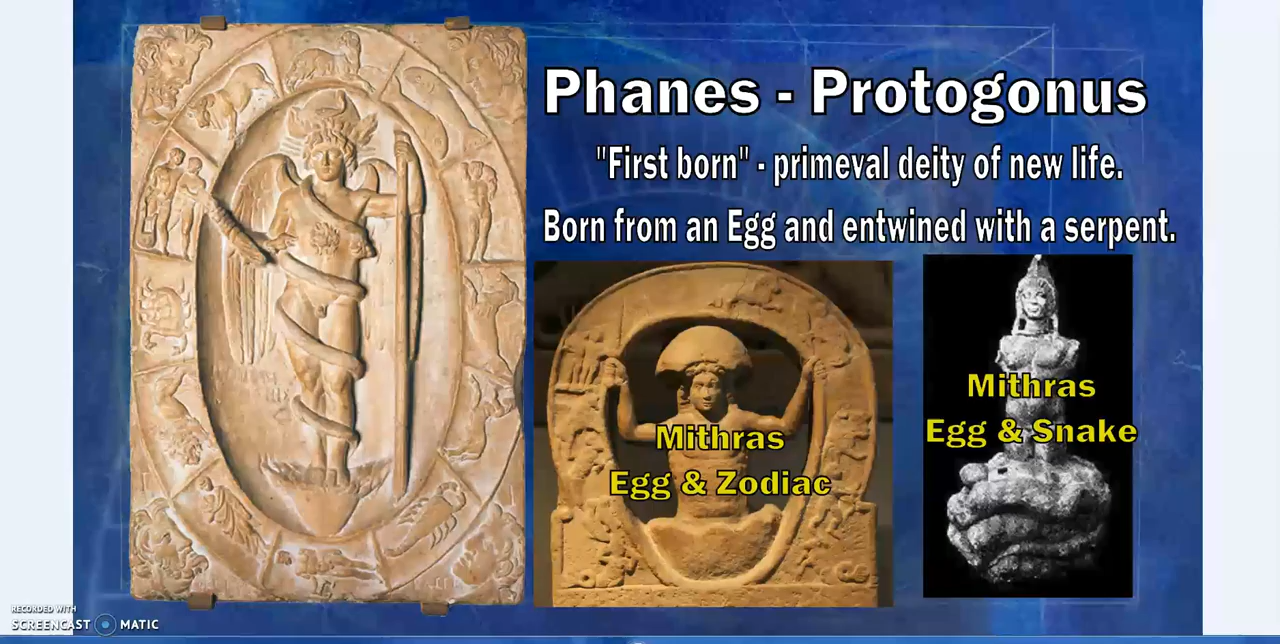 Phanes - Protogonus
"First born" - primeval deity of new life.
Born from an Egg and entwined with a serpent.
Mithras
Egg & Zodiac
Mithras
Egg & Snake
RECORDED WITH
SCREENCAST MATIC